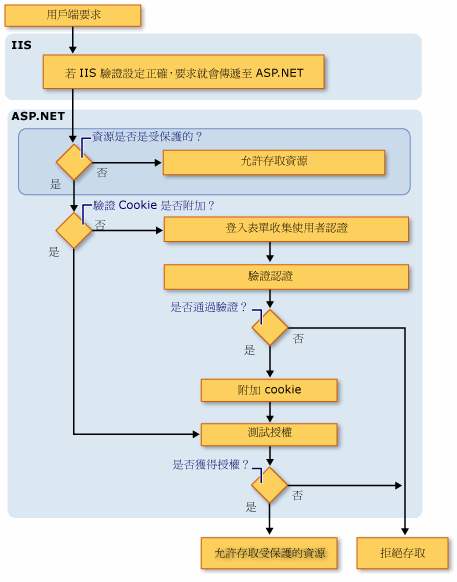 用戶端要求
IIS
若 IIS 驗證設定正確，要求就會傳遞至 ASP.NET
ASP.NET
資源是否是受保護的？
允許存取資源
否
是
驗證 Cookie 是否附加？
否
登入表單收集使用者認證
是
驗證認證
是否通過驗證？
否
是
附加 cookie
測試授權
是否獲得授權？
否
是
允許存取受保護的資源
拒絕存取